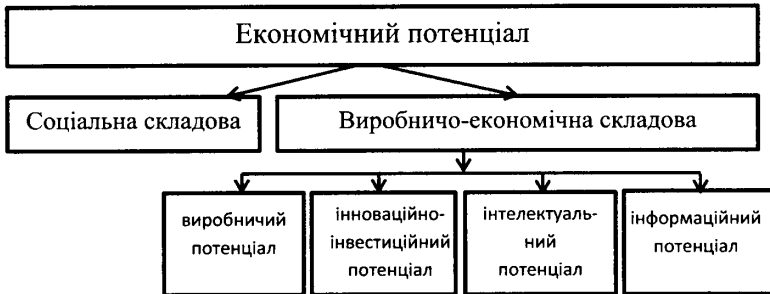 Економічний потенціал
Соціальна складова
Виробничо-економічна складова
виробничий
потенціал
інноваційно-
інвестиційний
потенціал
інтелектуаль-
ний
потенціал
інформаційний
потенціал